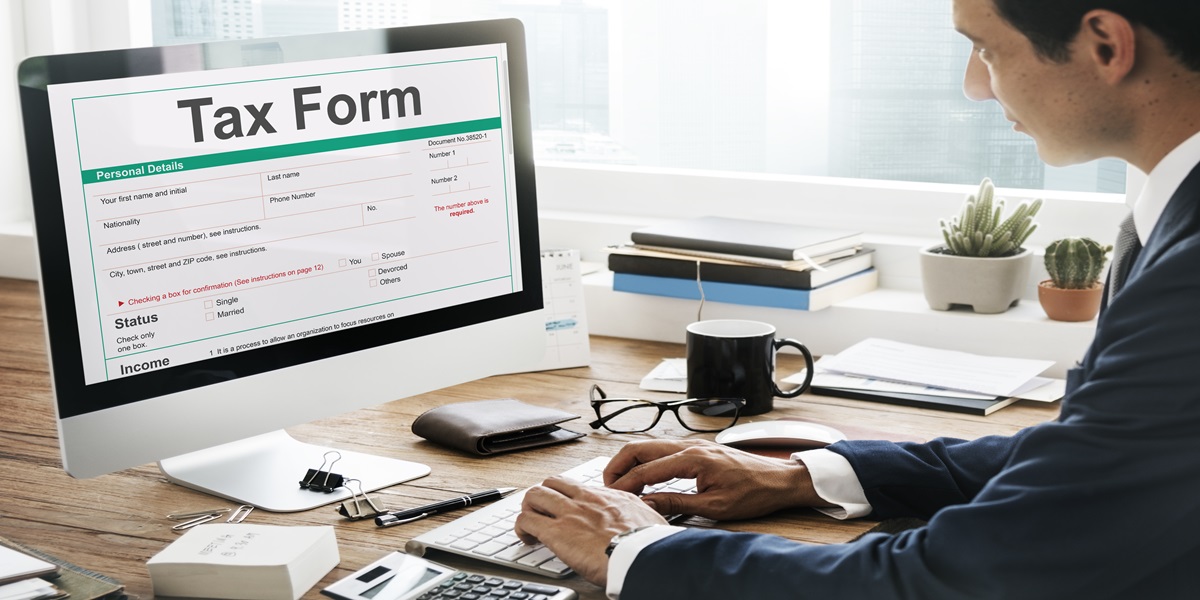 Tax Form
Personal Details
Document No.38520-1
Your first name and initial
Last name
Number 1
Nationality
Phone Number
Number 2
Address ( street and number), see instructions.
No.
The number above is
required.
City, town, street and ZIP code, see instructions.
▶ Checking a box for confirmation (See instructions on page 12)
You
Spouse
Status
Single
Divorced
Check only
one box.
Married
Others
Income
1 It is a process to allow an organization to focus resources on
JUNE